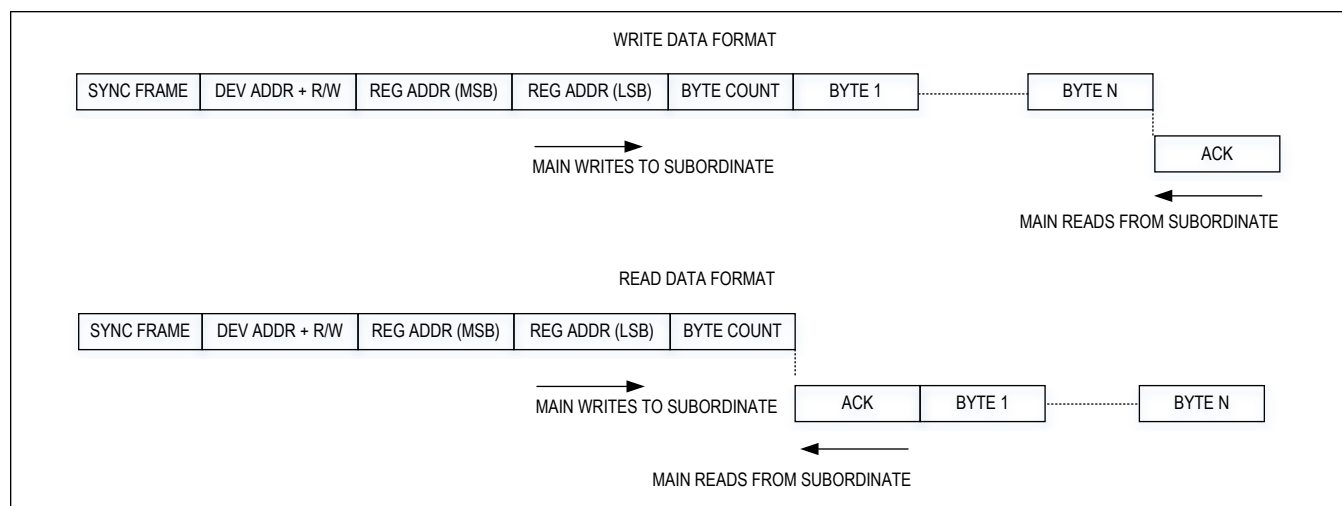 WRITE DATA FORMAT
SYNC FRAME DEV ADDR + R/W REG ADDR (MSB) REG ADDR (LSB) BYTE COUNT BYTE 1 BYTE N
MAIN WRITES TO SUBORDINATE
ACK
MAIN READS FROM SUBORDINATE
READ DATA FORMAT
SYNC FRAME DEV ADDR + R/W REG ADDR (MSB) REG ADDR (LSB) BYTE COUNT
MAIN WRITES TO SUBORDINATE
ACK BYTE 1 BYTE N
MAIN READS FROM SUBORDINATE